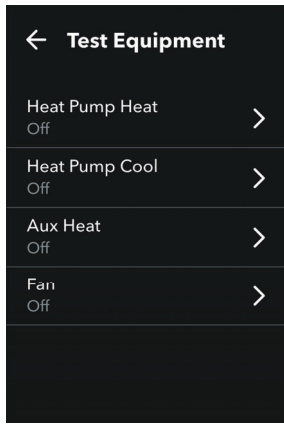 Test Equipment
Heat Pump Heat
Off
Heat Pump Cool
Off
Aux Heat
Off
Fan
Off